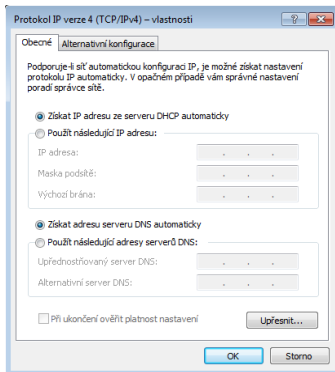 Protokol IP verze 4 (TCP/IPv4) – vlastnosti
Obecné Alternativní konfigurace
Podporuje-li síť automatickou konfiguraci IP, je možné získat nastavení
protokolu IP automaticky. V opačném případě vám správné nastavení
poradí správce sítě.
Získat IP adresu ze serveru DHCP automaticky
Použít následující IP adresu:
IP adresa:
Maska podsítě:
Výchozí brána:
Získat adresu serveru DNS automaticky
Použít následující adresy serverů DNS:
Upřednostňovaný server DNS:
Alternativní server DNS:
Při ukončení ověřit platnost nastavení
Upřesnit...
OK Storno